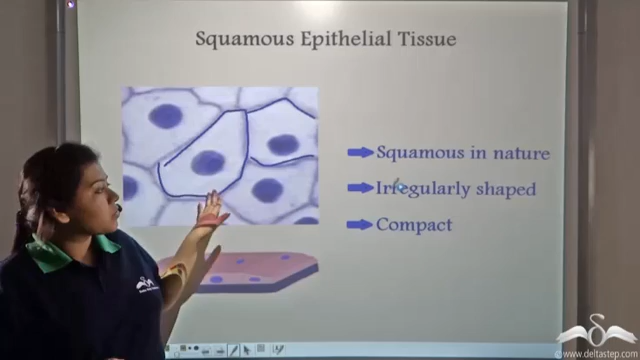 Squamous Epithelial Tissue
Squamous in nature
Irregularly shaped
Compact
www.deltastep.com